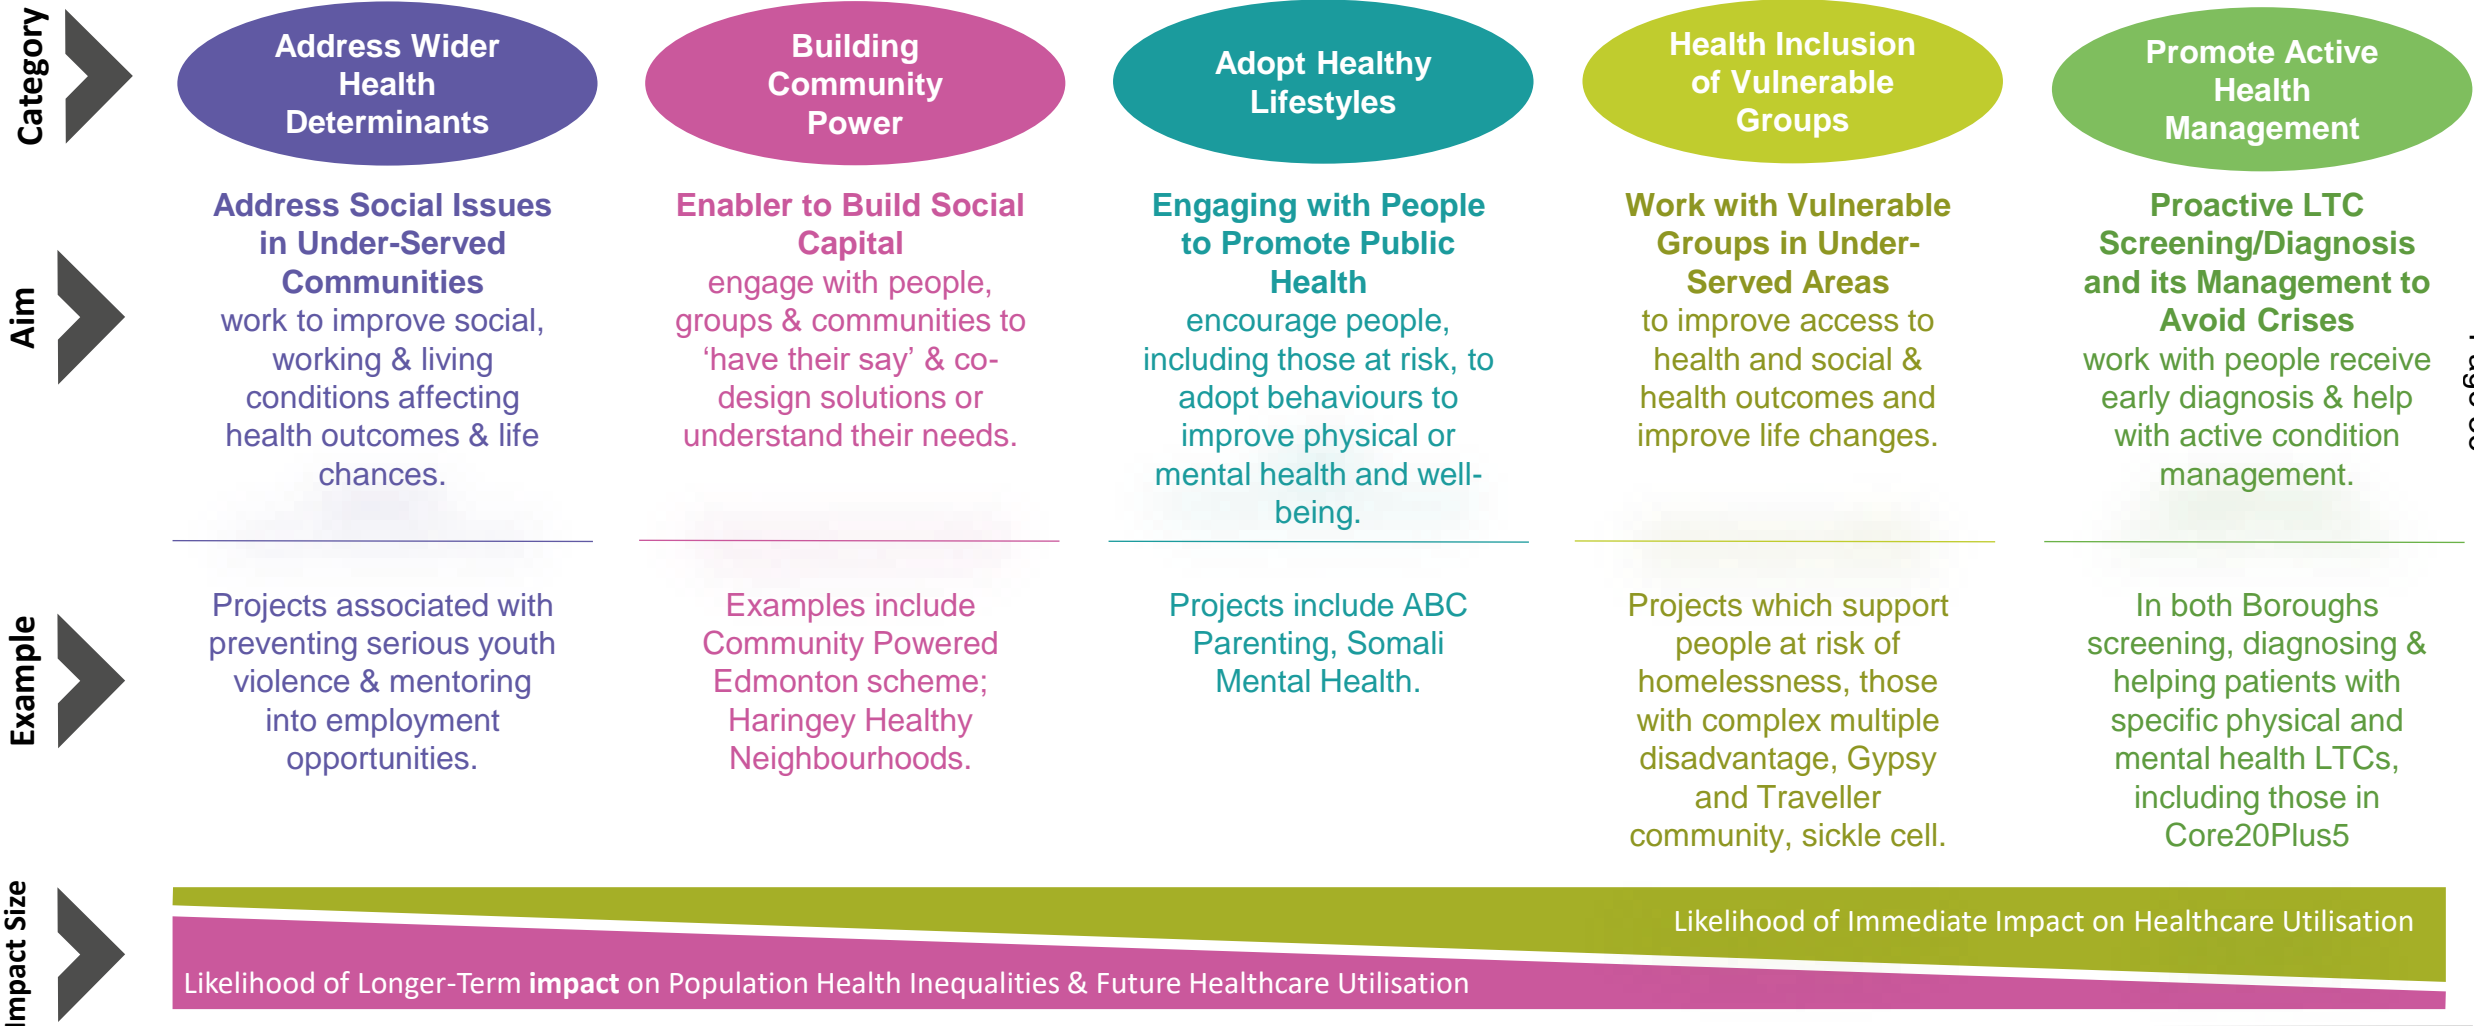 Category
Address Wider
Health
Determinants
Building
Community
Power
Adopt Healthy
Lifestyles
Health Inclusion
of Vulnerable
Groups
Promote Active
Health
Management
Aim
Address Social Issues
in Under-Served
Communities
work to improve social,
working & living
conditions affecting
health outcomes & life
chances.
Enabler to Build Social
Capital
engage with people,
groups & communities to
‘have their say’ & co-
design solutions or
understand their needs.
Engaging with People
to Promote Public
Health
encourage people,
including those at risk, to
adopt behaviours to
improve physical or
mental health and well-
being.
Work with Vulnerable
Groups in Under-
Served Areas
to improve access to
health and social &
health outcomes and
improve life changes.
Proactive LTC
Screening/Diagnosis
and its Management to
Avoid Crises
work with people receive
early diagnosis & help
with active condition
management.
Example
Projects associated with
preventing serious youth
violence & mentoring
into employment
opportunities.
Examples include
Community Powered
Edmonton scheme;
Haringey Healthy
Neighbourhoods.
Projects include ABC
Parenting, Somali
Mental Health.
Projects which support
people at risk of
homelessness, those
with complex multiple
disadvantage, Gypsy
and Traveller
community, sickle cell.
In both Boroughs
screening, diagnosing &
helping patients with
specific physical and
mental health LTCs,
including those in
Core20Plus5
Impact Size
Likelihood of Immediate Impact on Healthcare Utilisation
Likelihood of Longer-Term impact on Population Health Inequalities & Future Healthcare Utilisation